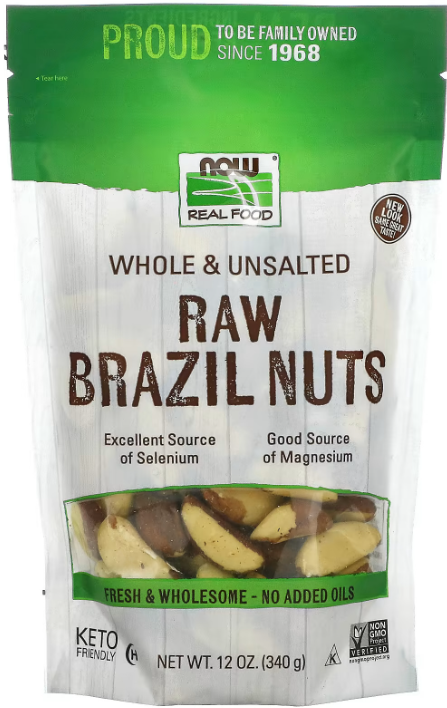 PROUD TO BE FAMILY OWNED
SINCE 1968
Tear here
NOW®
REAL FOOD
NEW
LOOK
SAME GREAT
TASTE!
WHOLE & UNSALTED
RAW
BRAZIL NUTS
Excellent Source
of Selenium
Good Source
of Magnesium
FRESH & WHOLESOME - NO ADDED OILS
KETO
FRIENDLY
H
NET WT. 12 OZ. (340 g)
K
NON
GMO
Project
VERIFIED
nongmoproject.org